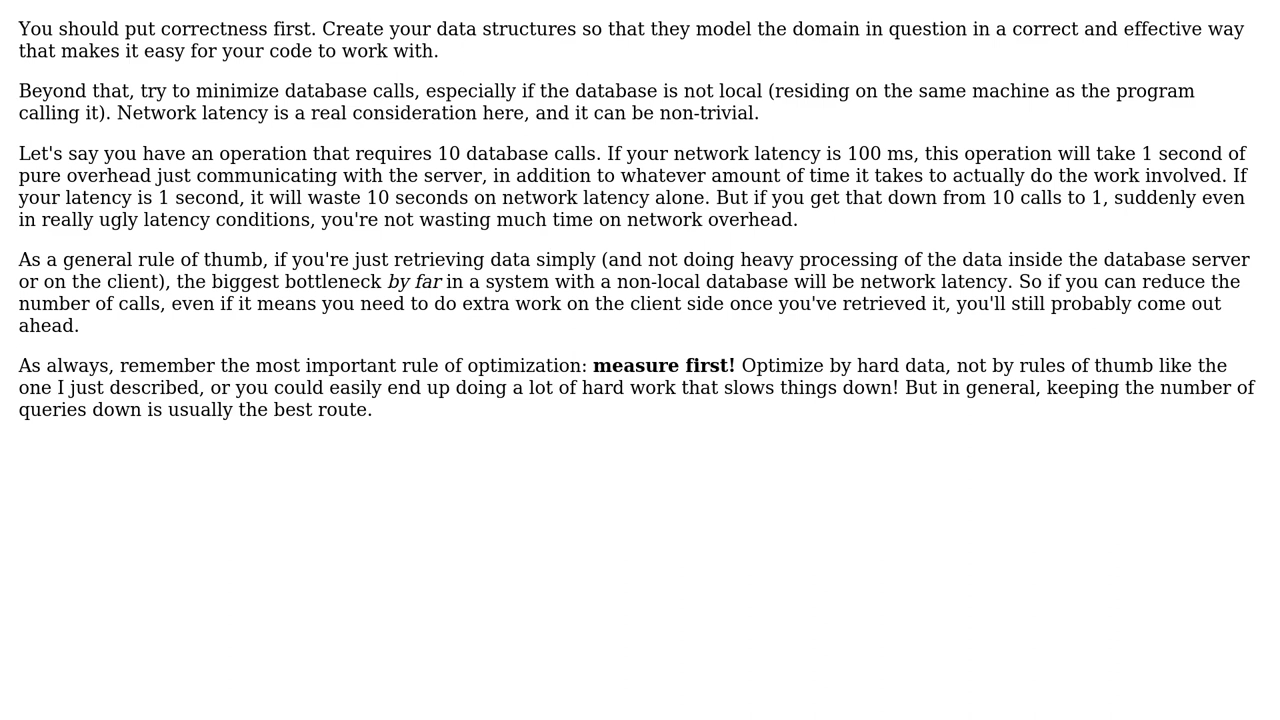 You should put correctness first. Create your data structures so that they model the domain in question in a correct and effective way
that makes it easy for your code to work with.
Beyond that, try to minimize database calls, especially if the database is not local (residing on the same machine as the program
calling it). Network latency is a real consideration here, and it can be non-trivial.
Let's say you have an operation that requires 10 database calls. If your network latency is 100 ms, this operation will take 1 second of
pure overhead just communicating with the server, in addition to whatever amount of time it takes to actually do the work involved. If
your latency is 1 second, it will waste 10 seconds on network latency alone. But if you get that down from 10 calls to 1, suddenly even
in really ugly latency conditions, you're not wasting much time on network overhead.
As a general rule of thumb, if you're just retrieving data simply (and not doing heavy processing of the data inside the database server
or on the client), the biggest bottleneck by far in a system with a non-local database will be network latency. So if you can reduce the
number of calls, even if it means you need to do extra work on the client side once you've retrieved it, you'll still probably come out
ahead.
As always, remember the most important rule of optimization: measure first! Optimize by hard data, not by rules of thumb like the
one I just described, or you could easily end up doing a lot of hard work that slows things down! But in general, keeping the number of
queries down is usually the best route.